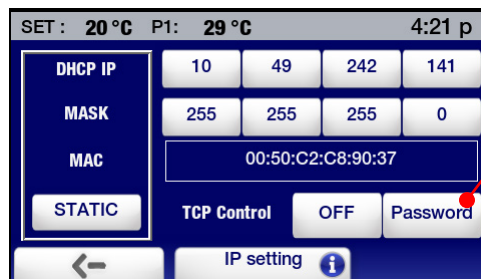 SET : 20 °C P1: 29 °C 4:21 p
DHCP IP 10 49 242 141
MASK 255 255 255 0
MAC 00:50:C2:C8:90:37
STATIC TCP Control OFF Password
IP setting